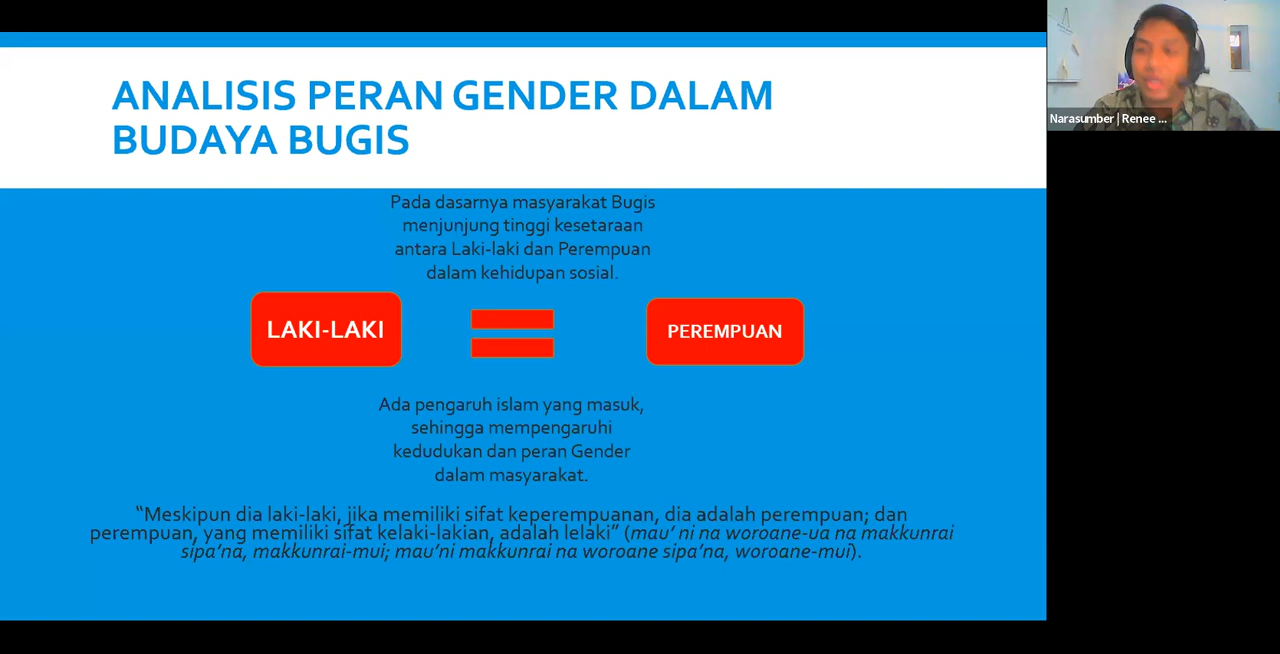 ANALISIS PERAN GENDER DALAM
BUDAYA BUGIS
Pada dasarnya masyarakat Bugis
menjunjung tinggi kesetaraan
antara Laki-laki dan Perempuan
dalam kehidupan sosial.
LAKI-LAKI
PEREMPUAN
Ada pengaruh islam yang masuk,
sehingga mempengaruhi
kedudukan dan peran Gender
dalam masyarakat.
“Meskipun dia laki-laki, jika memiliki sifat keperempuanan, dia adalah perempuan; dan
perempuan, yang memiliki sifat kelaki-lakian, adalah lelaki” (mau’ ni na woroane-ua na makkunrai
sipa’na, makkunrai-mui; mau’ni makkunrai na woroane sipa’na, woroane-mui).
Narasumber | Renee ...